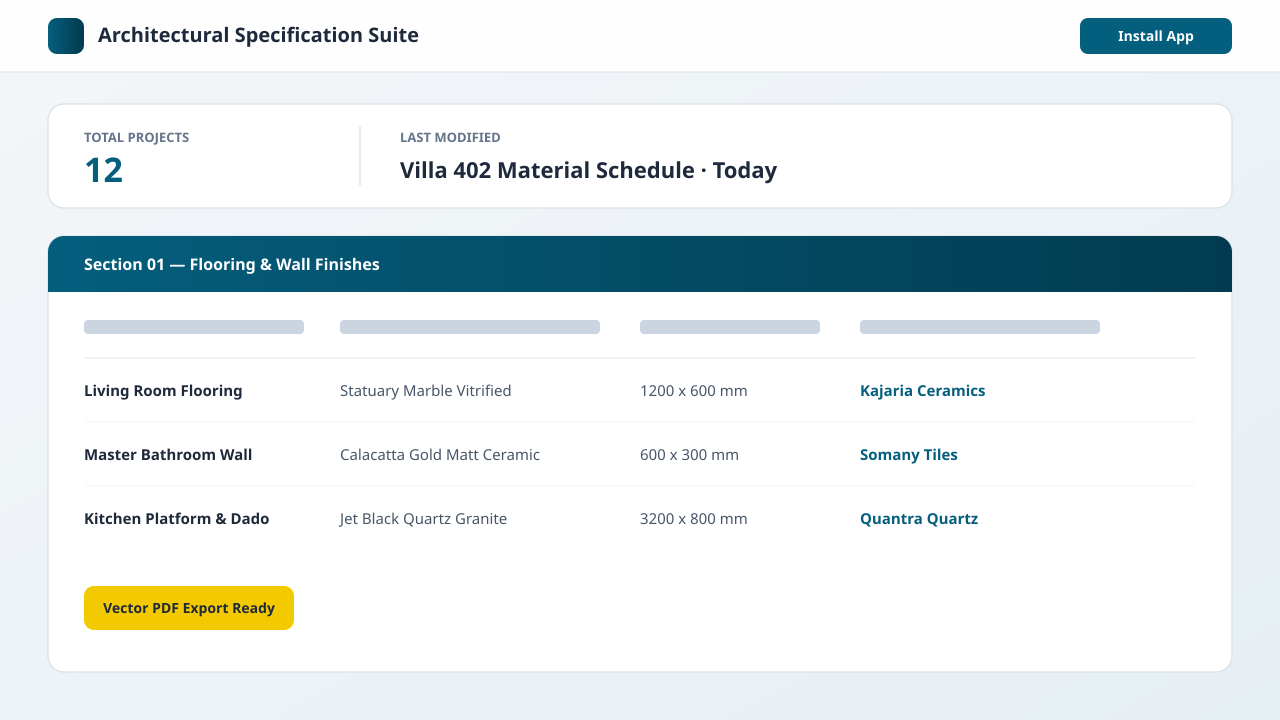 Architectural Specification Suite
Install App
TOTAL PROJECTS
12
LAST MODIFIED
Villa 402 Material Schedule · Today
Section 01 — Flooring & Wall Finishes
Living Room Flooring Statuary Marble Vitrified 1200 x 600 mm Kajaria Ceramics
Master Bathroom Wall Calacatta Gold Matt Ceramic 600 x 300 mm Somany Tiles
Kitchen Platform & Dado Jet Black Quartz Granite 3200 x 800 mm Quantra Quartz
Vector PDF Export Ready